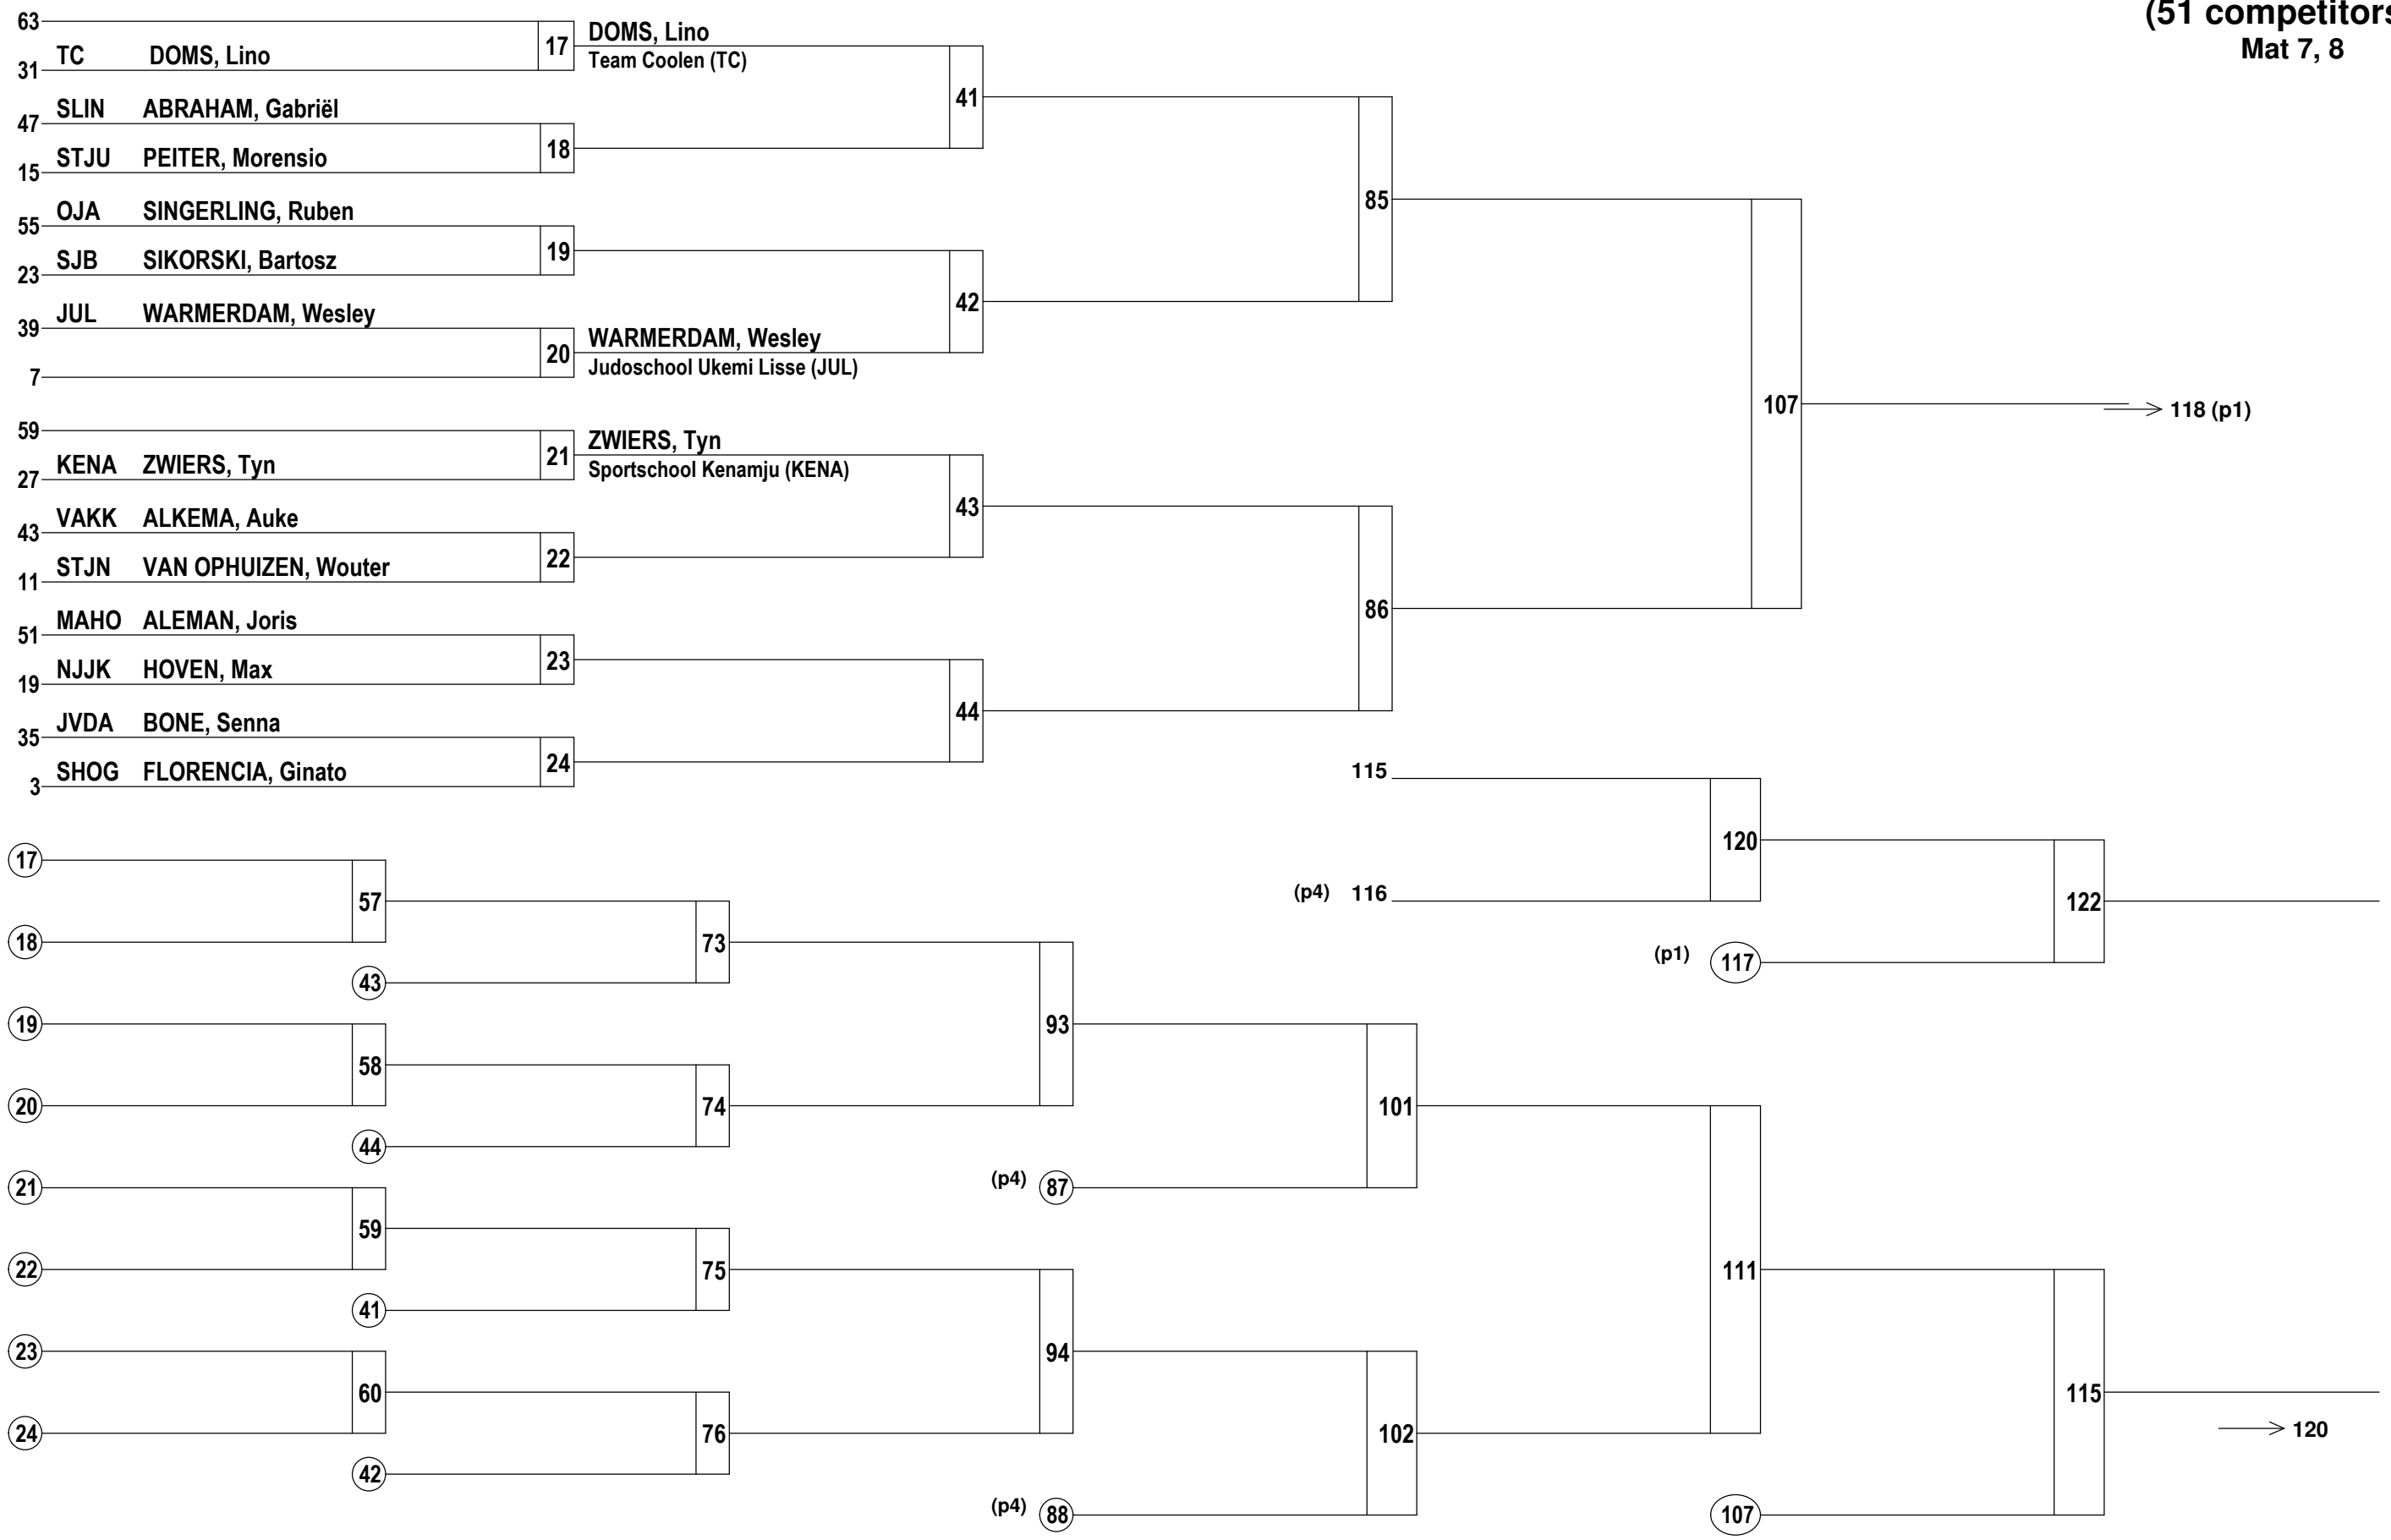 (51 competitors
Mat 7, 8
63
17
DOMS, Lino
Team Coolen (TC)
31 TC DOMS, Lino
41
47 SLIN ABRAHAM, Gabriël
18
15 STJU PEITER, Morensio
85
55 OJA SINGERLING, Ruben
19
23 SJB SIKORSKI, Bartosz
42
39 JUL WARMERDAM, Wesley
20
WARMERDAM, Wesley
Judoschool Ukemi Lisse (JUL)
7
107
118 (p1)
59
21
ZWIERS, Tyn
Sportschool Kenamju (KENA)
27 KENA ZWIERS, Tyn
43
43 VAKK ALKEMA, Auke
22
11 STJN VAN OPHUIZEN, Wouter
86
51 MAHO ALEMAN, Joris
23
19 NJJK HOVEN, Max
44
35 JVDA BONE, Senna
24
3 SHOG FLORENCIA, Ginato
115
120
(p4) 116
122
(p1) 117
17
57
18
73
43
19
93
58
20
74
101
44
21
(p4) 87
59
22
75
111
41
23
94
60
115
24
76
102
120
42
(p4) 88
107